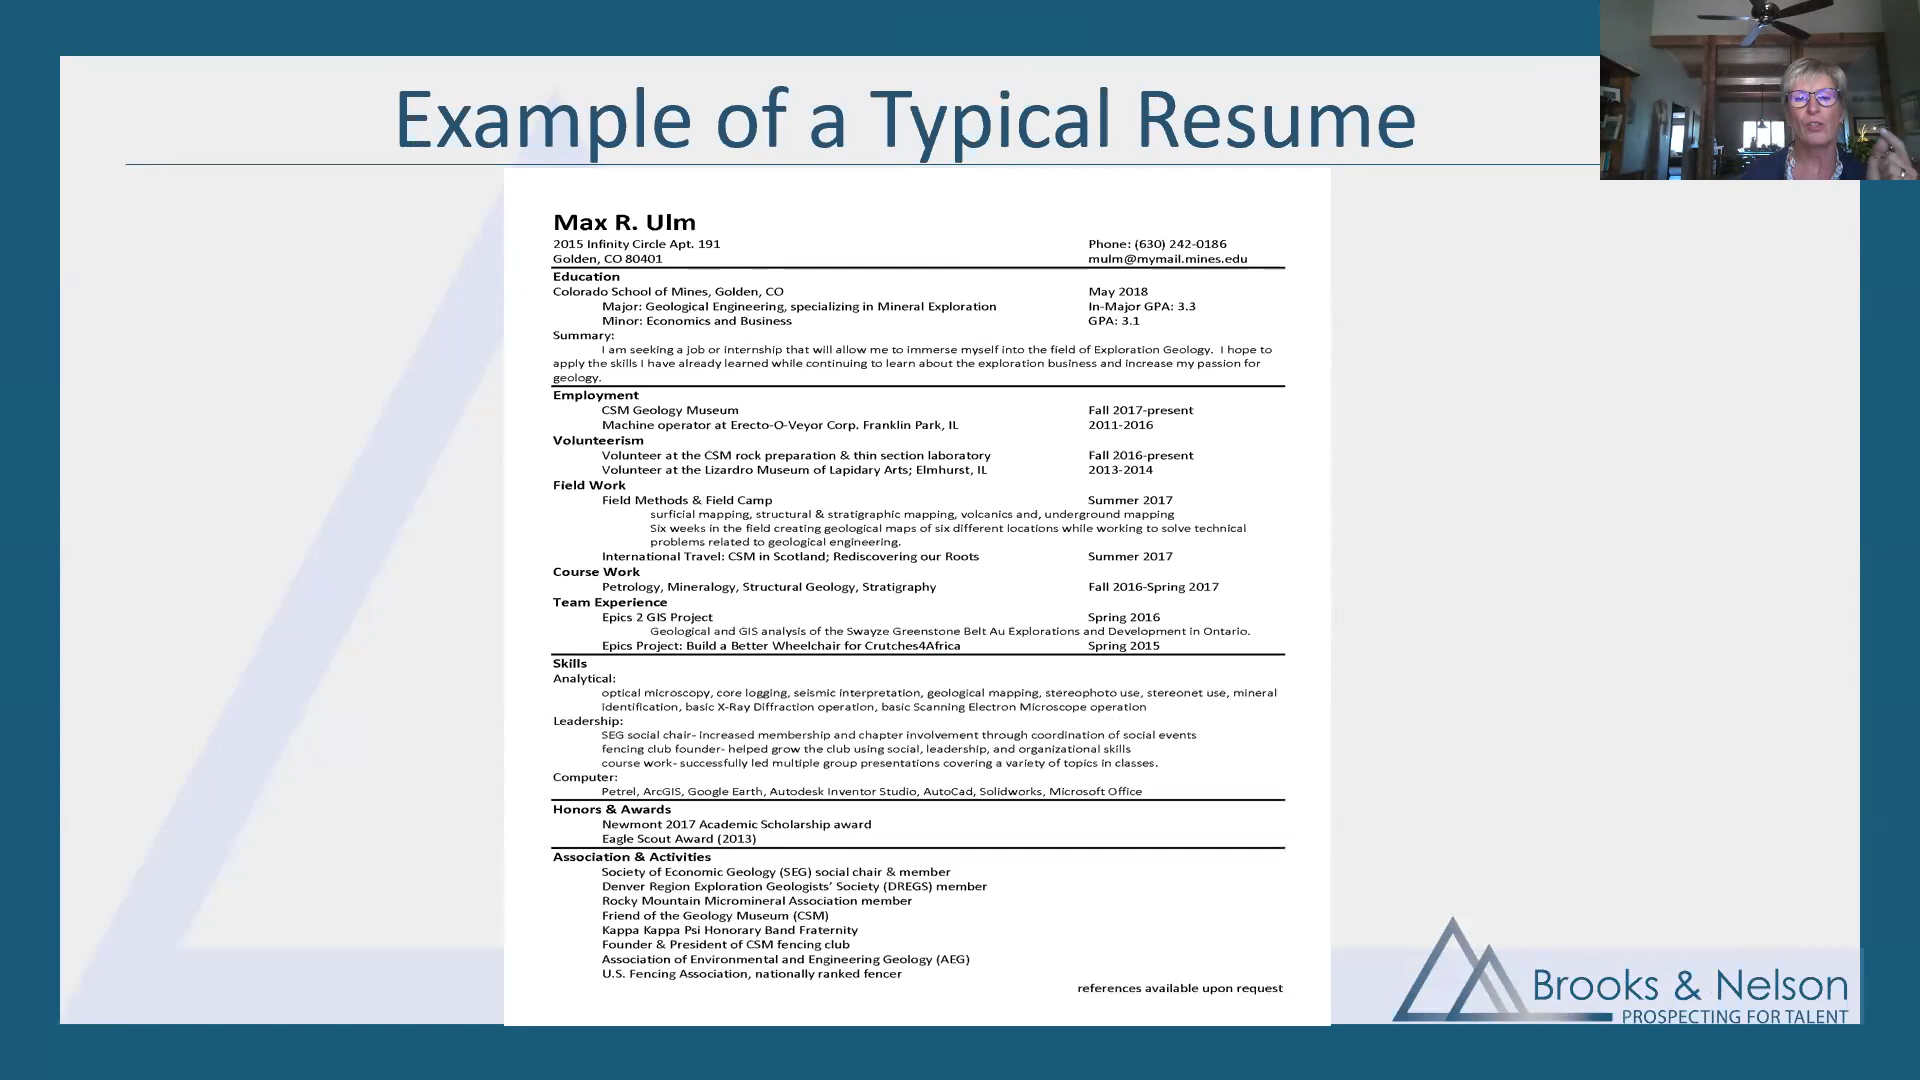 Example of a Typical Resume
Max R. Ulm
2015 Infinity Circle Apt. 191 Phone: (630) 242-0186
Golden, CO 80401 mulm@mymail.mines.edu
Education
Colorado School of Mines, Golden, CO May 2018
Major: Geological Engineering, specializing in Mineral Exploration In-Major GPA: 3.3
Minor: Economics and Business GPA: 3.1
Summary:
I am seeking a job or internship that will allow me to immerse myself into the field of Exploration Geology. I hope to
apply the skills I have already learned while continuing to learn about the exploration business and increase my passion for
geology.
Employment
CSM Geology Museum Fall 2017-present
Machine operator at Erecto-O-Veyor Corp. Franklin Park, IL 2011-2016
Volunteerism
Volunteer at the CSM rock preparation & thin section laboratory Fall 2016-present
Volunteer at the Lizardro Museum of Lapidary Arts; Elmhurst, IL 2013-2014
Field Work
Field Methods & Field Camp Summer 2017
surficial mapping, structural & stratigraphic mapping, volcanics and, underground mapping
Six weeks in the field creating geological maps of six different locations while working to solve technical
problems related to geological engineering.
International Travel: CSM in Scotland; Rediscovering our Roots Summer 2017
Course Work
Petrology, Mineralogy, Structural Geology, Stratigraphy Fall 2016-Spring 2017
Team Experience
Epics 2 GIS Project Spring 2016
Geological and GIS analysis of the Swayze Greenstone Belt Au Explorations and Development in Ontario.
Epics Project: Build a Better Wheelchair for Crutches4Africa Spring 2015
Skills
Analytical:
optical microscopy, core logging, seismic interpretation, geological mapping, stereophoto use, stereonet use, mineral
identification, basic X-Ray Diffraction operation, basic Scanning Electron Microscope operation
Leadership:
SEG social chair- increased membership and chapter involvement through coordination of social events
fencing club founder- helped grow the club using social, leadership, and organizational skills
course work- successfully led multiple group presentations covering a variety of topics in classes.
Computer:
Petrel, ArcGIS, Google Earth, Autodesk Inventor Studio, AutoCad, Solidworks, Microsoft Office
Honors & Awards
Newmont 2017 Academic Scholarship award
Eagle Scout Award (2013)
Association & Activities
Society of Economic Geology (SEG) social chair & member
Denver Region Exploration Geologists' Society (DREGS) member
Rocky Mountain Micromineral Association member
Friend of the Geology Museum (CSM)
Kappa Kappa Psi Honorary Band Fraternity
Founder & President of CSM fencing club
Association of Environmental and Engineering Geology (AEG)
U.S. Fencing Association, nationally ranked fencer
references available upon request
Brooks & Nelson
PROSPECTING FOR TALENT